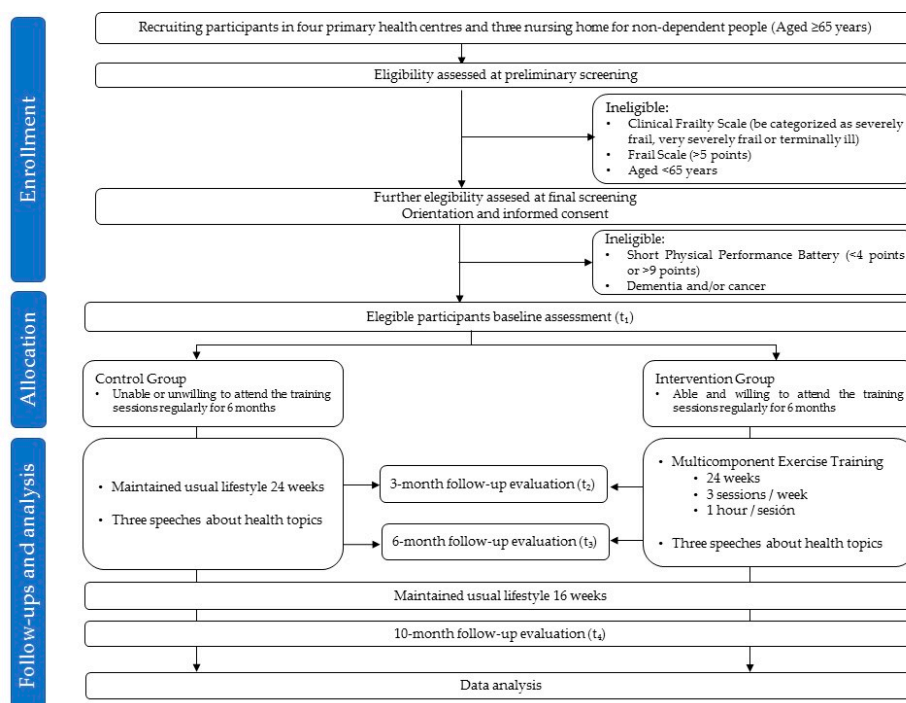 Enrollment
Recruiting participants in four primary health centres and three nursing home for non-dependent people (Aged ≥65 years)
Eligibility assessed at preliminary screening
Ineligible:
• Clinical Frailty Scale (be categorized as severely
frail, very severely frail or terminally ill)
• Frail Scale (>5 points)
• Aged <65 years
Further elegibility assesed at final screening
Orientation and informed consent
Ineligible:
• Short Physical Performance Battery (<4 points
or >9 points)
• Dementia and/or cancer
Allocation
Elegible participants baseline assessment (t₁)
Control Group
• Unable or unwilling to attend the training
sessions regularly for 6 months
Intervention Group
• Able and willing to attend the training
sessions regularly for 6 months
Follow-ups and analysis
• Maintained usual lifestyle 24 weeks
• Three speeches about health topics
3-month follow-up evaluation (t₂)
6-month follow-up evaluation (t₃)
• Multicomponent Exercise Training
• 24 weeks
• 3 sessions / week
• 1 hour / sesión
• Three speeches about health topics
Maintained usual lifestyle 16 weeks
10-month follow-up evaluation (t₄)
Data analysis